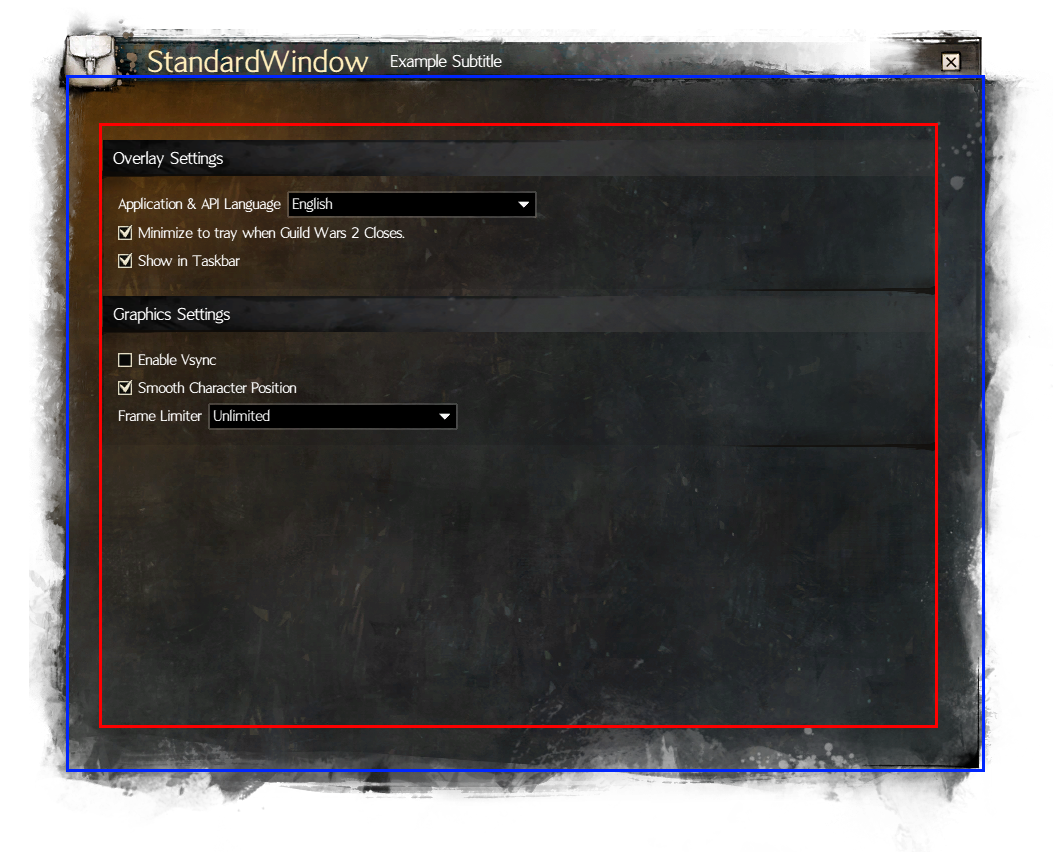 StandardWindow Example Subtitle
Overlay Settings
Application & API Language English
Minimize to tray when Guild Wars 2 Closes.
Show in Taskbar
Graphics Settings
Enable Vsync
Smooth Character Position
Frame Limiter Unlimited